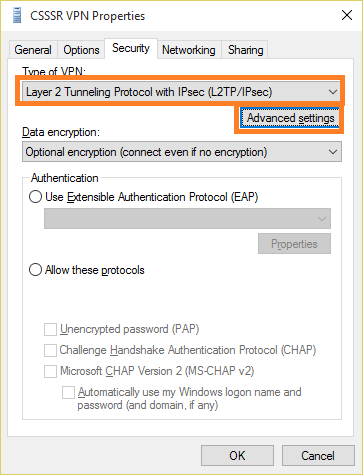 CSSSR VPN Properties
General Options Security Networking Sharing
Type of VPN:
Layer 2 Tunneling Protocol with IPsec (L2TP/IPsec)
Advanced settings
Data encryption:
Optional encryption (connect even if no encryption)
Authentication
Use Extensible Authentication Protocol (EAP)
Properties
Allow these protocols
Unencrypted password (PAP)
Challenge Handshake Authentication Protocol (CHAP)
Microsoft CHAP Version 2 (MS-CHAP v2)
Automatically use my Windows logon name and
password (and domain, if any)
OK Cancel